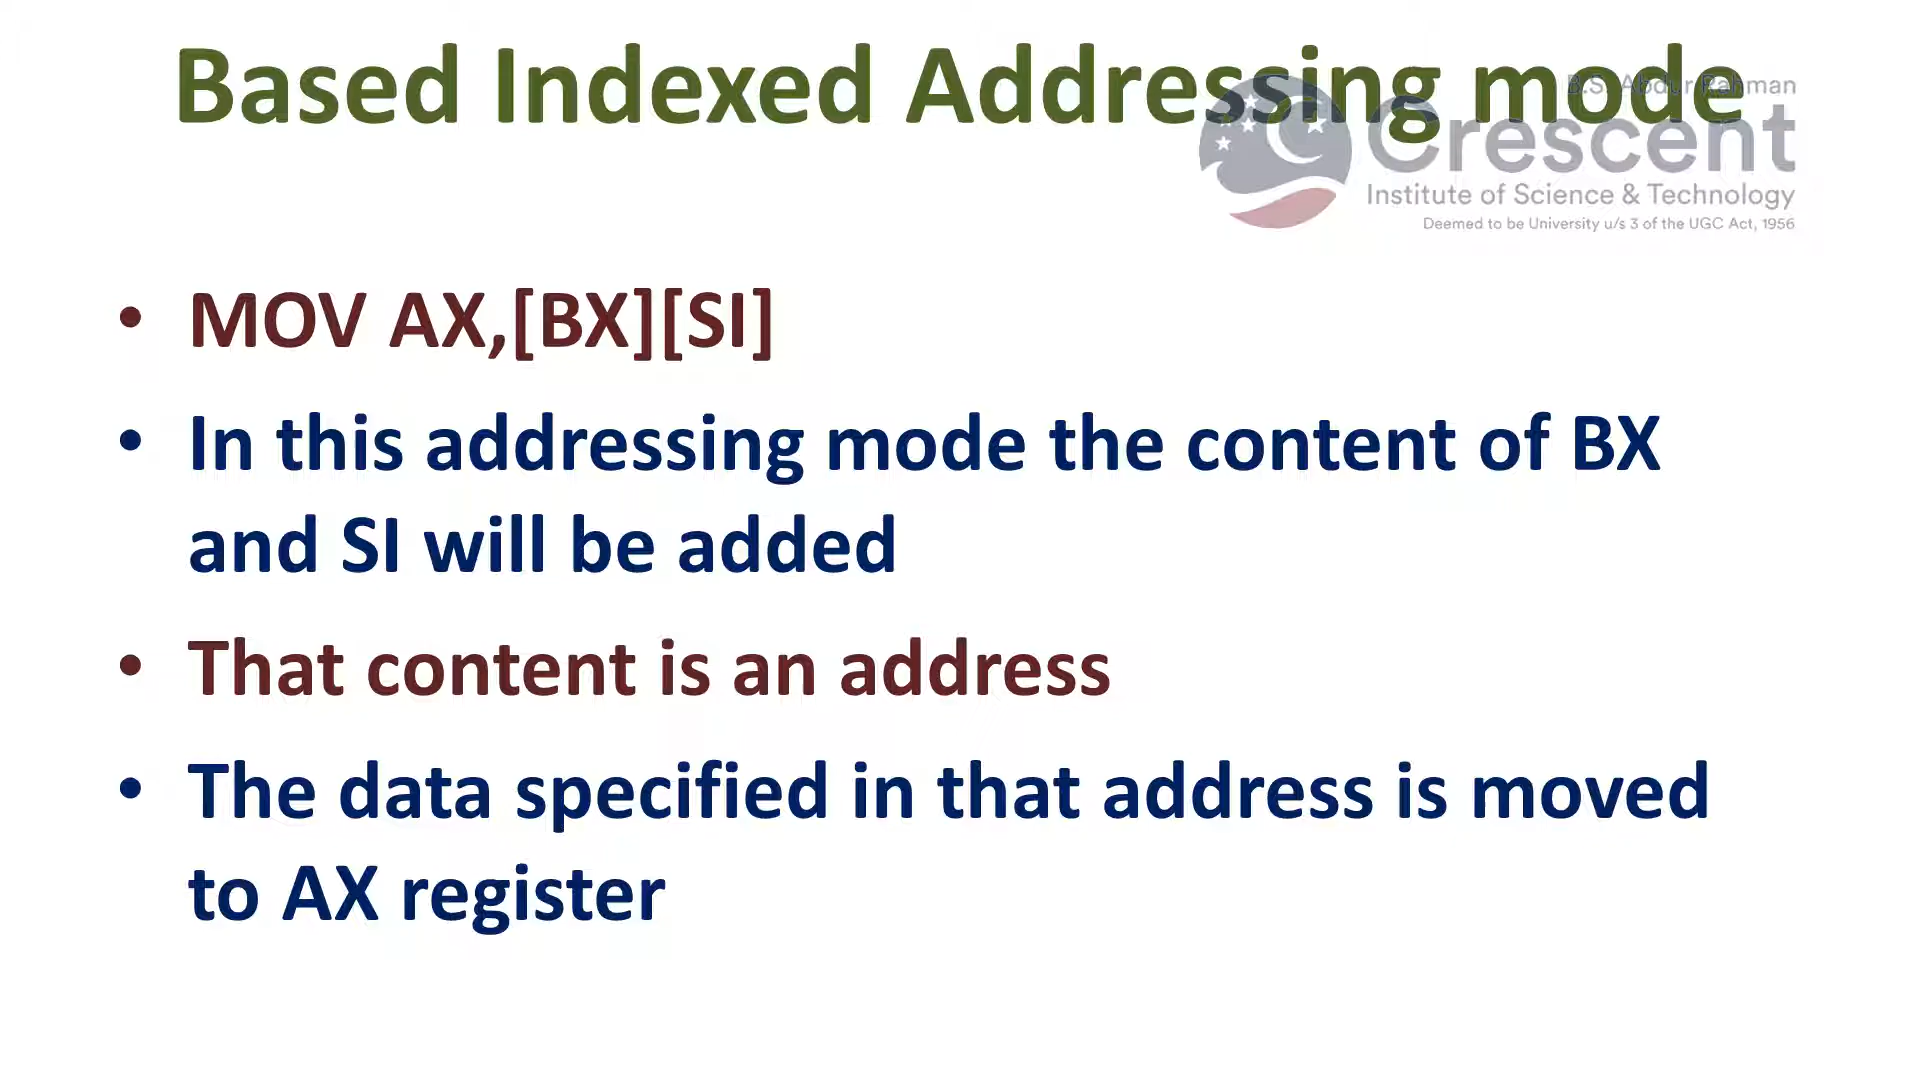 Based Indexed Addressing mode
B.S. Abdur Rahman
Crescent
Institute of Science & Technology
Deemed to be University u/s 3 of the UGC Act, 1956
• MOV AX,[BX][SI]
• In this addressing mode the content of BX
and SI will be added
• That content is an address
• The data specified in that address is moved
to AX register